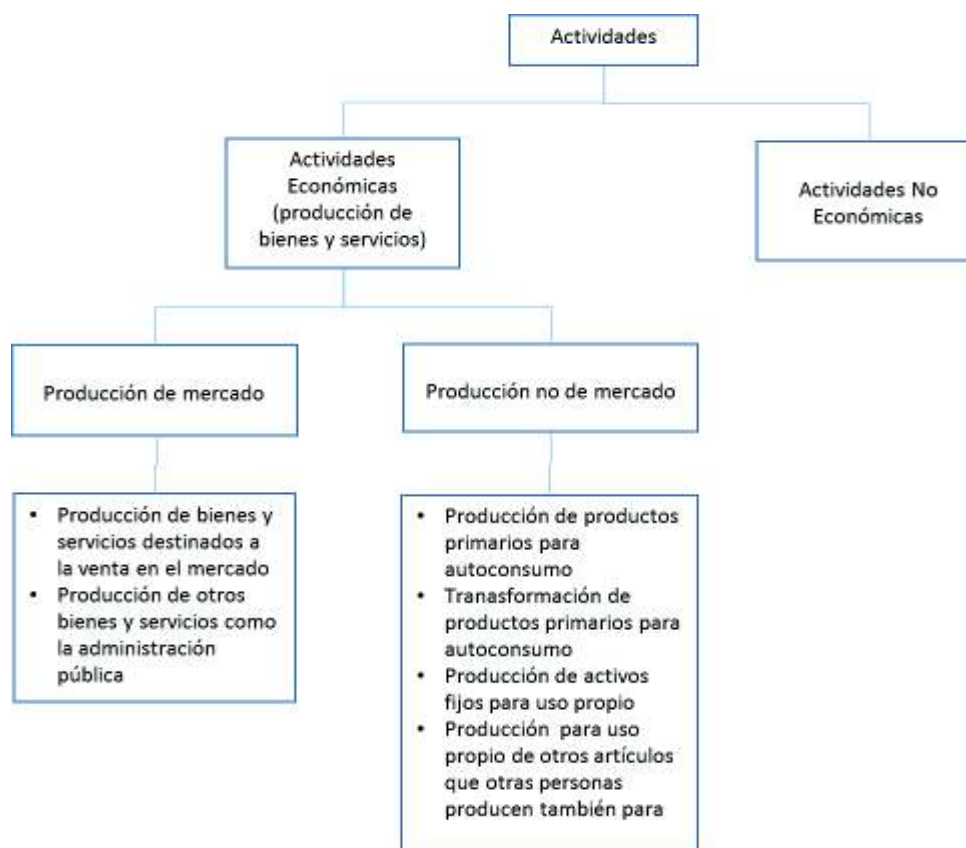 Actividades
Actividades
Económicas
(producción de
bienes y servicios)
Actividades No
Económicas
Producción de mercado
Producción no de mercado
• Producción de bienes y
servicios destinados a
la venta en el mercado
• Producción de otros
bienes y servicios como
la administración
pública
• Producción de productos
primarios para
autoconsumo
• Tranasformación de
productos primarios para
autoconsumo
• Producción de activos
fijos para uso propio
• Producción para uso
propio de otros artículos
que otras personas
producen también para